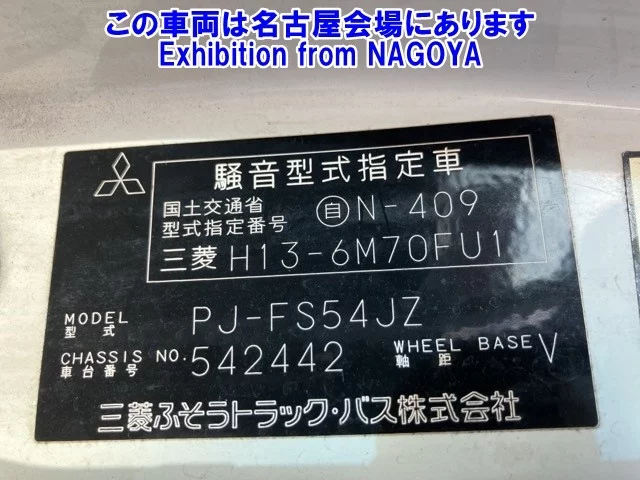 この車両は名古屋会場にあります
Exhibition from NAGOYA
騒音型式指定車
国土交通省
型式指定番号 自N-409
三菱 H13-6M70FU1
MODEL
型式 PJ-FS54JZ
CHASSIS NO.
車台番号 542442
WHEEL BASE
軸距 V
三菱ふそうトラック・バス株式会社